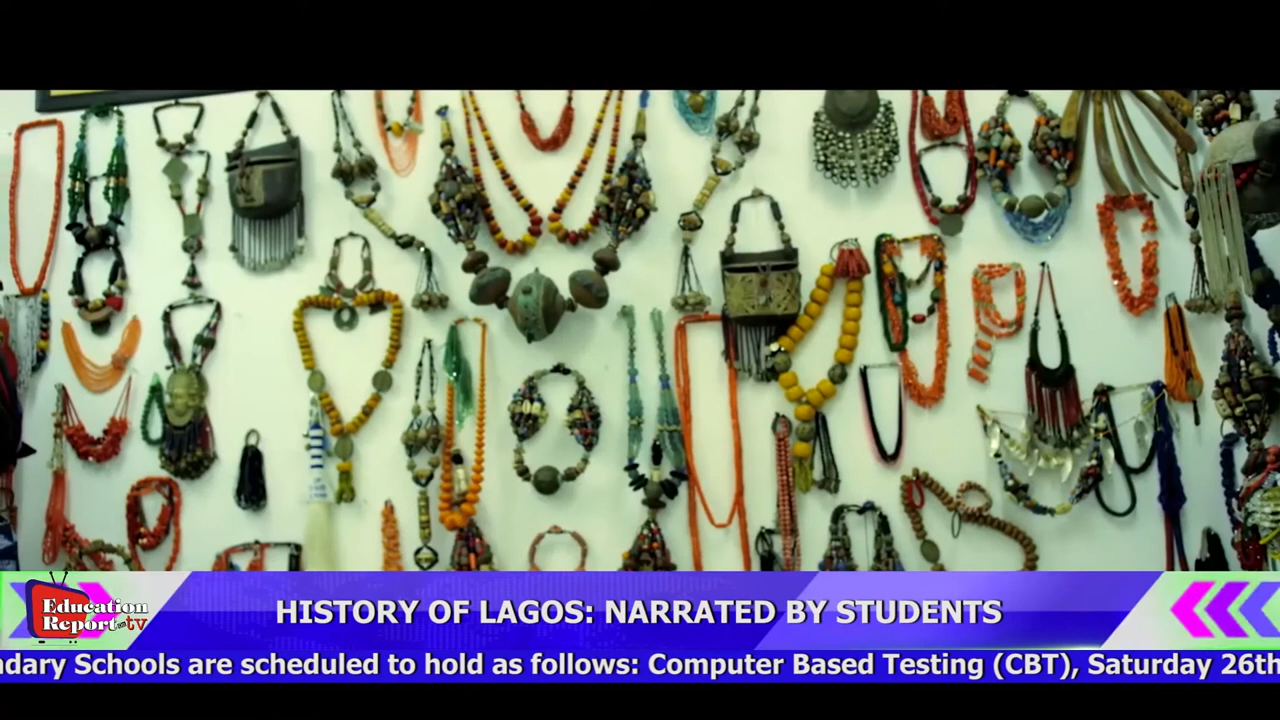 HISTORY OF LAGOS: NARRATED BY STUDENTS
Education
Report
tv
ndary Schools are scheduled to hold as follows: Computer Based Testing (CBT), Saturday 26th